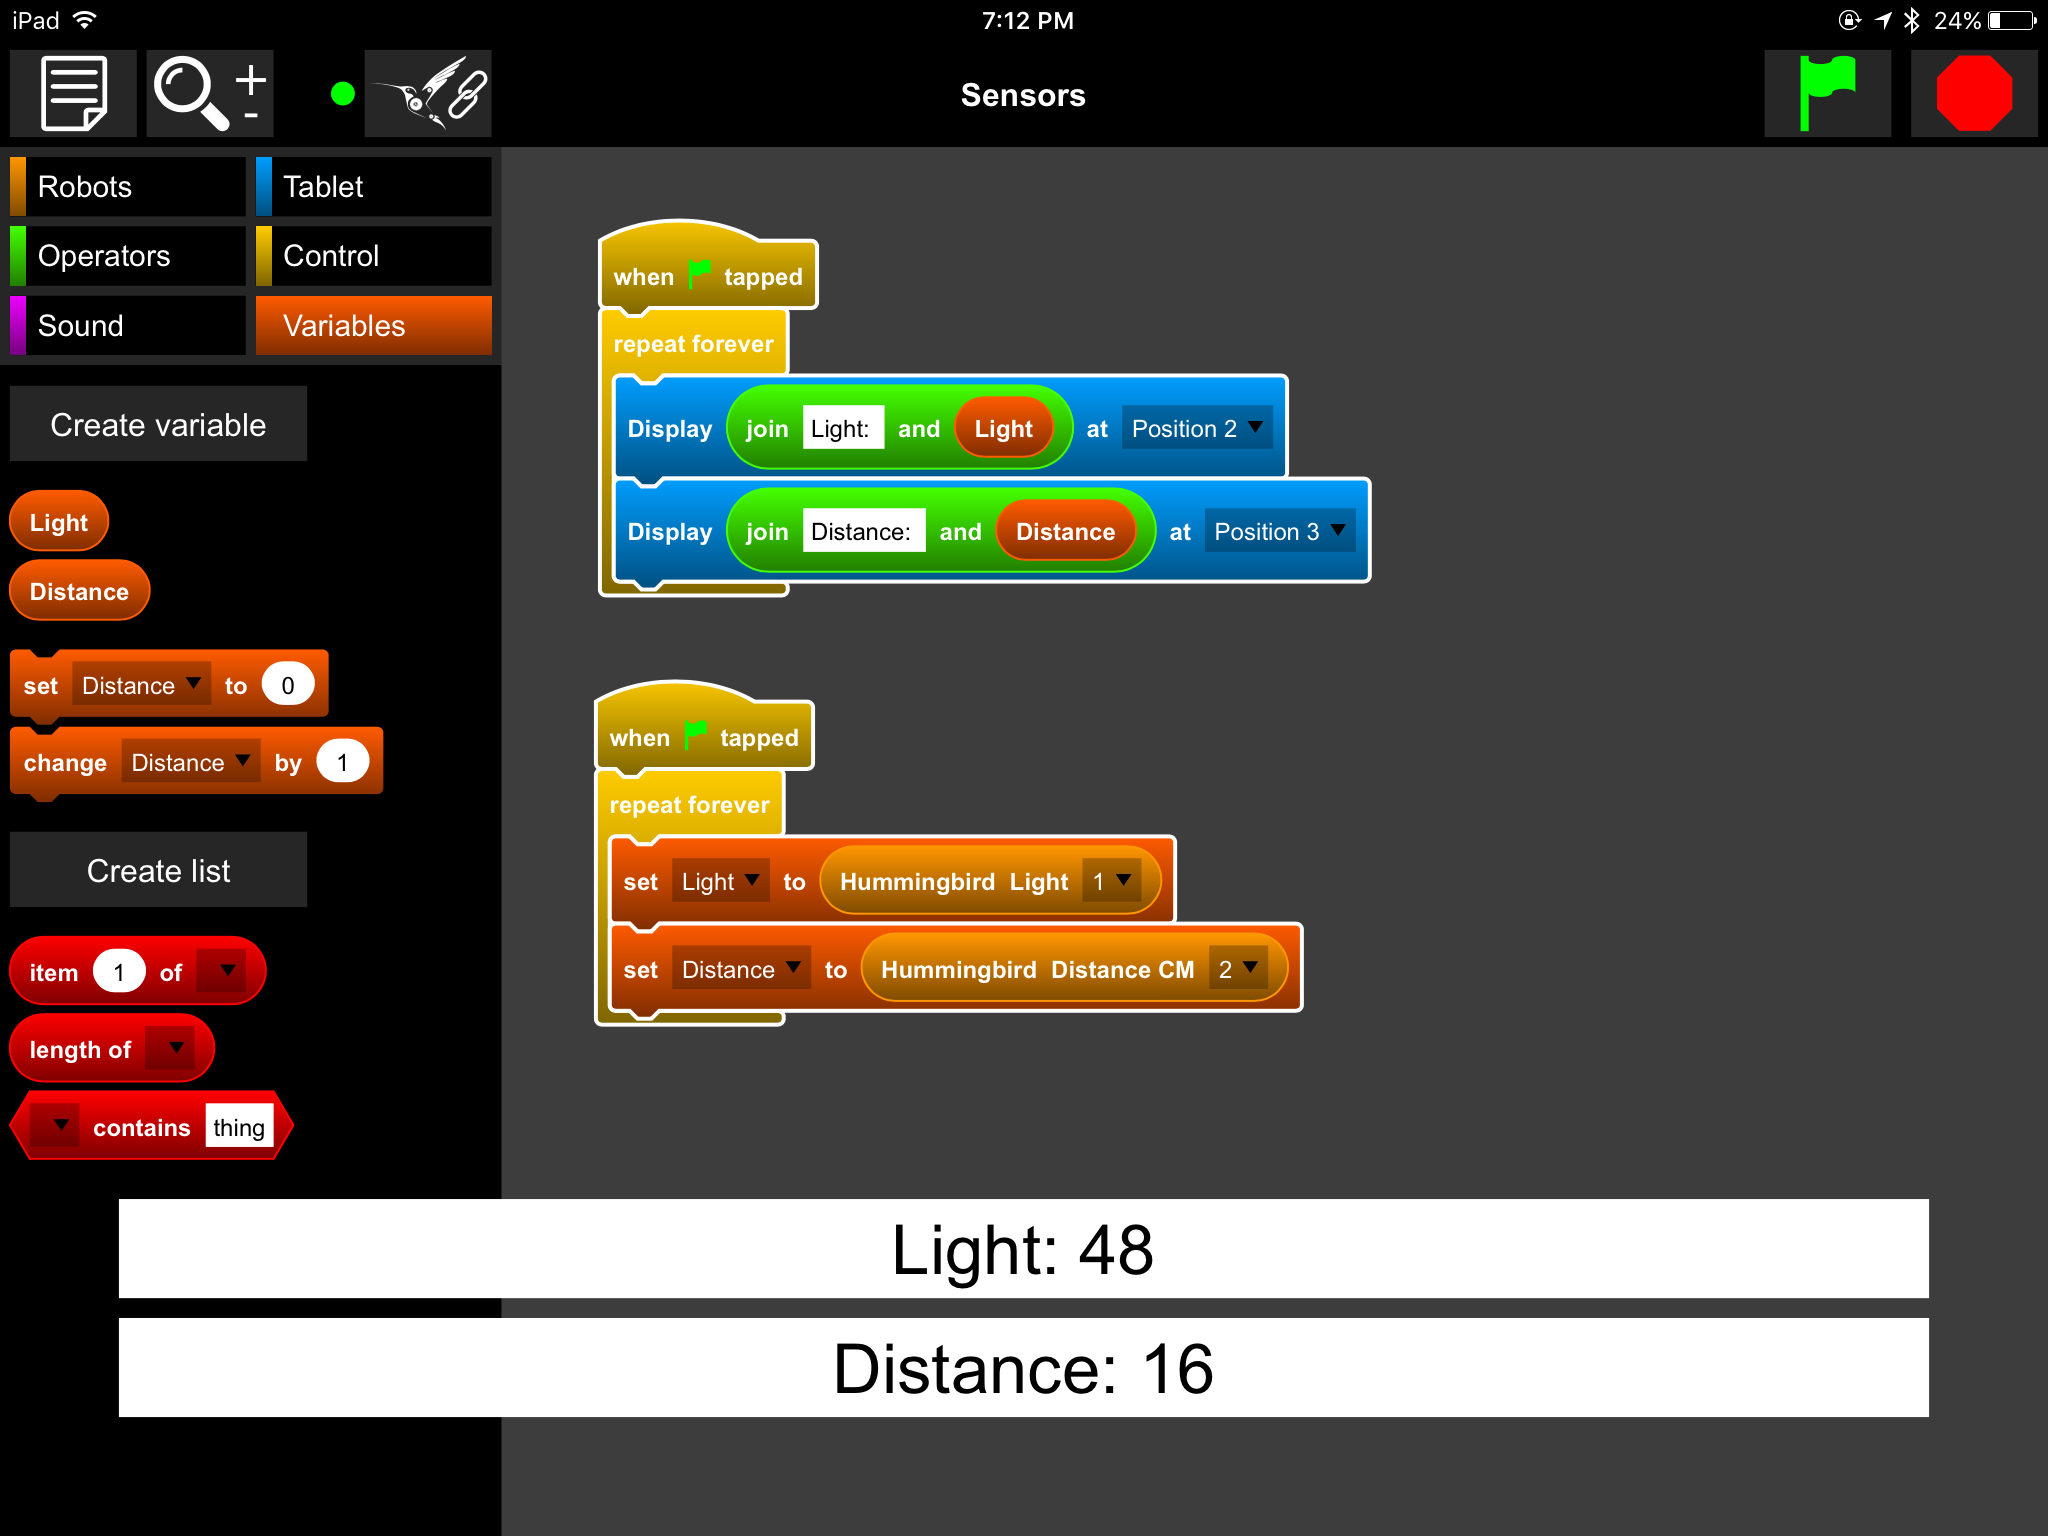 iPad 7:12 PM 24%
+
-
Sensors
Robots Tablet
Operators Control
Sound Variables
Create variable
Light
Distance
set Distance to 0
change Distance by 1
Create list
item 1 of
length of
contains thing
when tapped
repeat forever
Display join Light: and Light at Position 2
Display join Distance: and Distance at Position 3
when tapped
repeat forever
set Light to Hummingbird Light 1
set Distance to Hummingbird Distance CM 2
Light: 48
Distance: 16